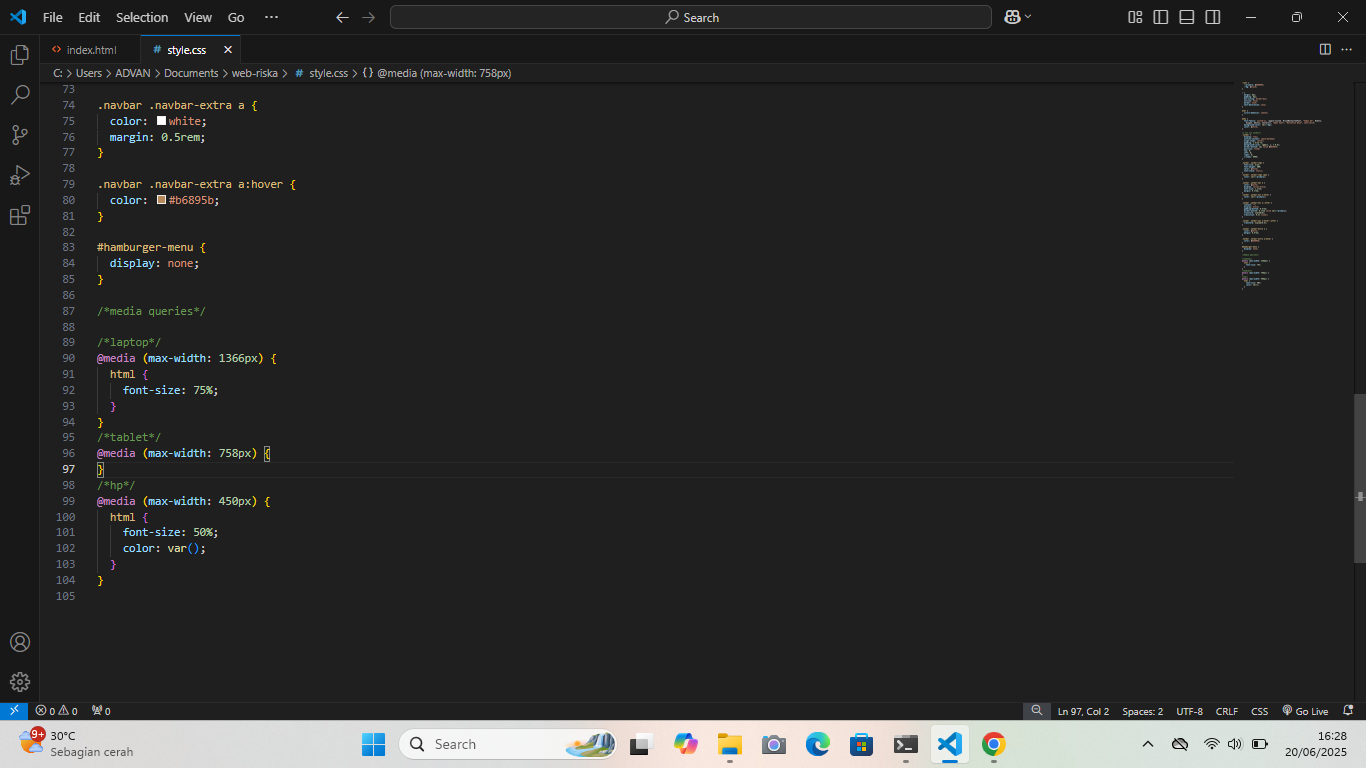 File Edit Selection View Go ···
Search
index.html
style.css
C: > Users > ADVAN > Documents > web-riska > # style.css > {} @media (max-width: 758px)
73
74 .navbar .navbar-extra a {
75 color: white;
76 margin: 0.5rem;
77 }
78
79 .navbar .navbar-extra a:hover {
80 color: #b6895b;
81 }
82
83 #hamburger-menu {
84 display: none;
85 }
86
87 /*media queries*/
88
89 /*laptop*/
90 @media (max-width: 1366px) {
91 html {
92 font-size: 75%;
93 }
94 }
95 /*tablet*/
96 @media (max-width: 758px) {
97 }
98 /*hp*/
99 @media (max-width: 450px) {
100 html {
101 font-size: 50%;
102 color: var();
103 }
104 }
105
0 0 0
Ln 97, Col 2 Spaces: 2 UTF-8 CRLF CSS Go Live
9+
30°C
Sebagian cerah
Search
16:28
20/06/2025